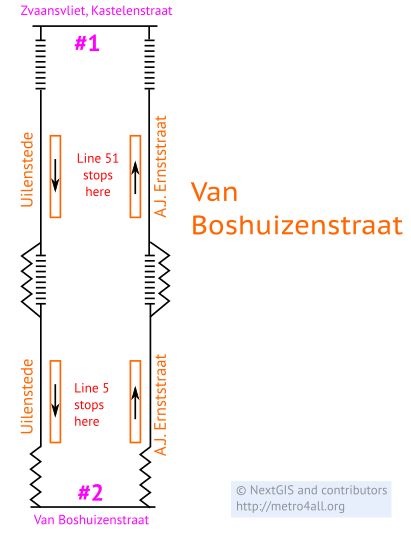 Zvaansvliet, Kastelenstraat
#1
Uilenstede
Line 51
stops
here
A.J. Ernststraat
Van
Boshuizenstraat
Uilenstede
Line 5
stops
here
A.J. Ernststraat
#2
Van Boshuizenstraat
© NextGIS and contributors
http://metro4all.org